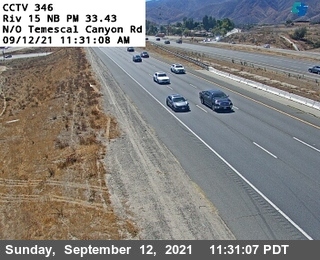 CCTV 346
Riv 15 NB PM 33.43
N/O Temescal Canyon Rd
09/12/21 11:31:08 AM
Sunday, September 12, 2021 11:31:07 PDT